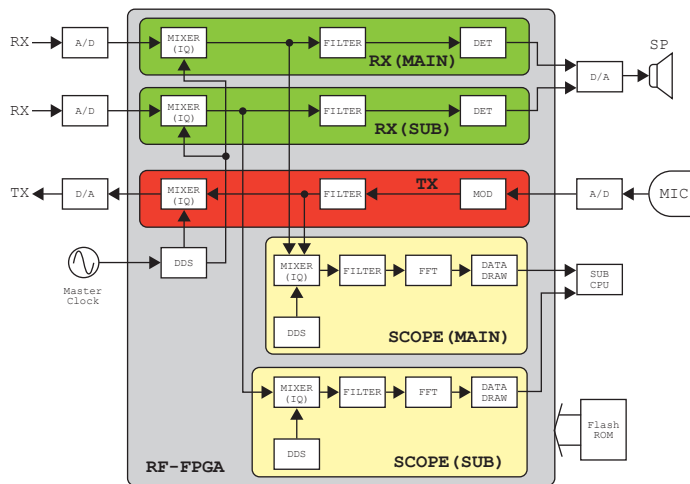 RX
A/D
MIXER
(IQ)
FILTER
DET
RX(MAIN)
D/A
SP
RX
A/D
MIXER
(IQ)
FILTER
DET
RX(SUB)
TX
D/A
MIXER
(IQ)
FILTER
TX
MOD
A/D
MIC
Master
Clock
DDS
MIXER
(IQ)
FILTER
FFT
DATA
DRAW
SUB
CPU
DDS
SCOPE(MAIN)
MIXER
(IQ)
FILTER
FFT
DATA
DRAW
DDS
SCOPE(SUB)
Flash
ROM
RF-FPGA